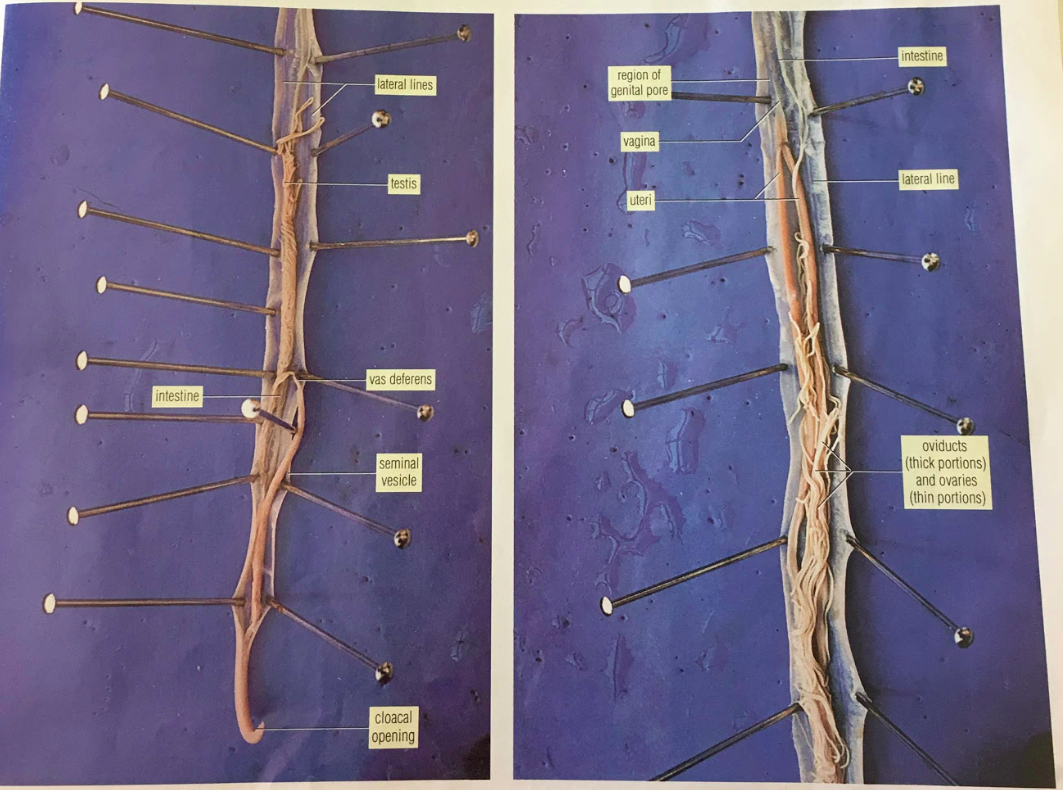 lateral lines
testis
vas deferens
intestine
seminal
vesicle
cloacal
opening
intestine
region of
genital pore
vagina
lateral line
uteri
oviducts
(thick portions)
and ovaries
(thin portions)